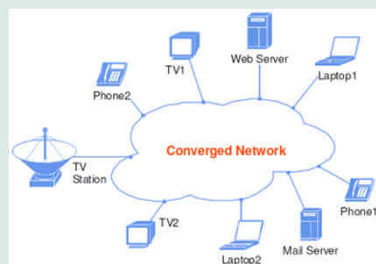 Web Server
TV1
Laptop1
Phone2
Converged Network
TV
Station
Phone1
TV2
Mail Server
Laptop2